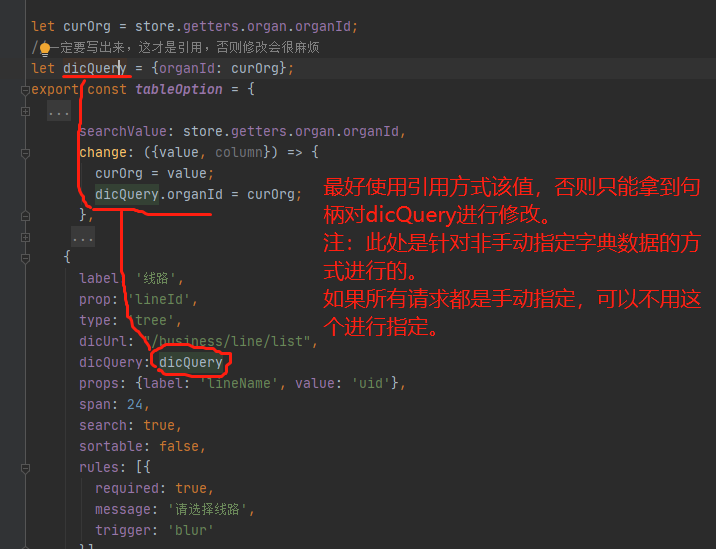 let curOrg = store.getters.organ.organId;
//一定要写出来，这才是引用，否则修改会很麻烦
let dicQuery = {organId: curOrg};
export const tableOption = {
...
searchValue: store.getters.organ.organId,
change: ({value, column}) => {
curOrg = value;
dicQuery.organId = curOrg;
},
...
最好使用引用方式该值，否则只能拿到句
柄对dicQuery进行修改。
注：此处是针对非手动指定字典数据的方
式进行的。
如果所有请求都是手动指定，可以不用这
个进行指定。
{
label: '线路',
prop: 'lineId',
type: 'tree',
dicUrl: "/business/line/list",
dicQuery: dicQuery
props: {label: 'lineName', value: 'uid'},
span: 24,
search: true,
sortable: false,
rules: [{
required: true,
message: '请选择线路',
trigger: 'blur'
}]